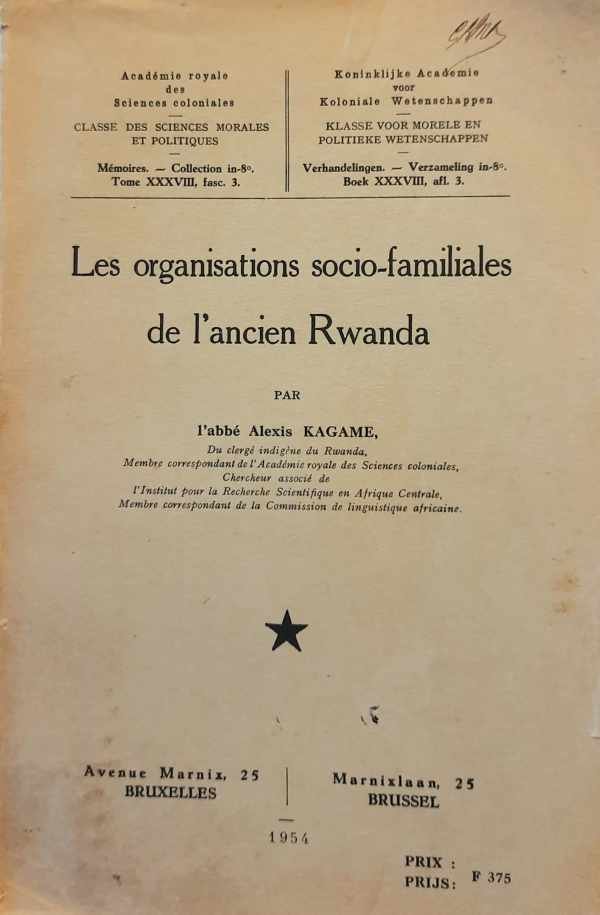 Académie royale
des
Sciences coloniales
CLASSE DES SCIENCES MORALES
ET POLITIQUES
Mémoires. — Collection in-8°.
Tome XXXVIII, fasc. 3.
Koninklijke Academie
voor
Koloniale Wetenschappen
KLASSE VOOR MORELE EN
POLITIEKE WETENSCHAPPEN
Verhandelingen. — Verzameling in-8°.
Boek XXXVIII, afl. 3.
Les organisations socio-familiales
de l'ancien Rwanda
PAR
l'abbé Alexis KAGAME,
Du clergé indigène du Rwanda,
Membre correspondant de l'Académie royale des Sciences coloniales,
Chercheur associé de
l'Institut pour la Recherche Scientifique en Afrique Centrale,
Membre correspondant de la Commission de linguistique africaine.
Avenue Marnix, 25
BRUXELLES
Marnixlaan, 25
BRUSSEL
1954
PRIX :
PRIJS: F 375